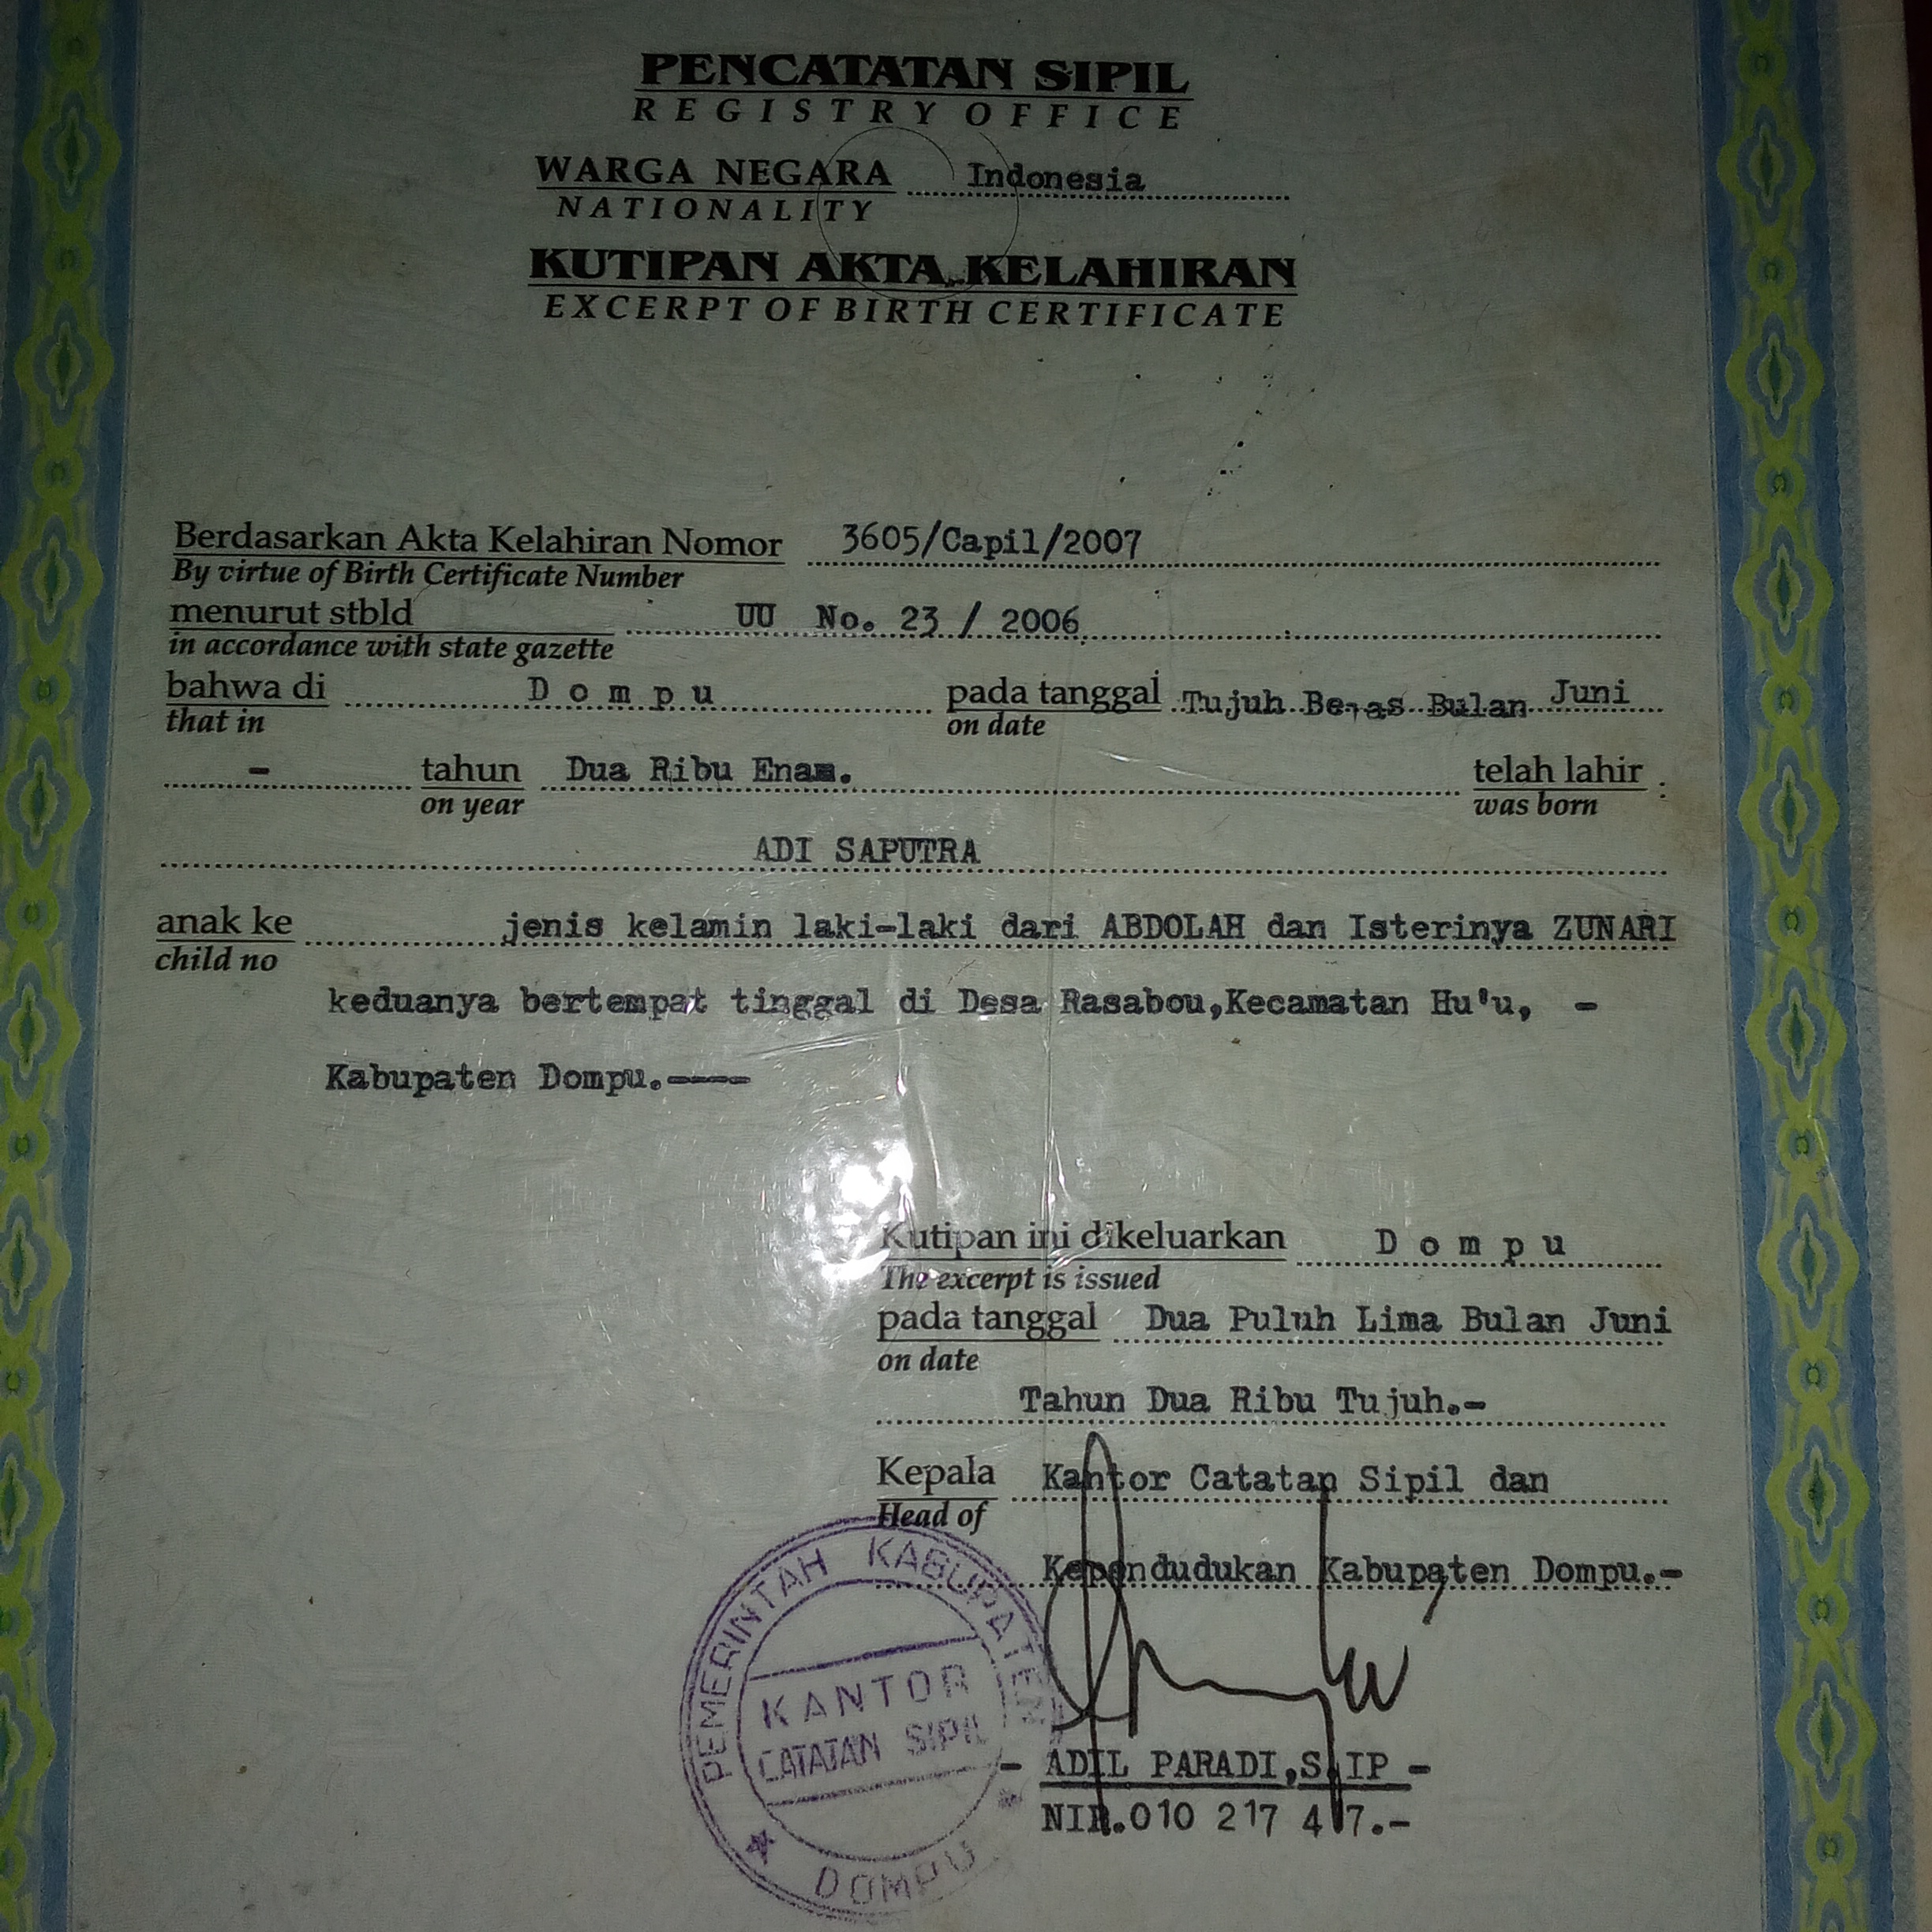 PENCATATAN SIPIL
REGISTRY OFFICE
WARGA NEGARA Indonesia
NATIONALITY
KUTIPAN AKTA KELAHIRAN
EXCERPT OF BIRTH CERTIFICATE
Berdasarkan Akta Kelahiran Nomor 3605/Capil/2007
By virtue of Birth Certificate Number
menurut stbld UU No. 23 / 2006
in accordance with state gazette
bahwa di Dompu pada tanggal Tujuh Belas Bulan Juni
that in on date
- tahun Dua Ribu Enam. telah lahir :
on year was born
ADI SAPUTRA
anak ke jenis kelamin laki-laki dari ABDOLAH dan Isterinya ZUNARI
child no
keduanya bertempat tinggal di Desa Rasabou,Kecamatan Hu'u, -
Kabupaten Dompu.----
Kutipan ini dikeluarkan Dompu
The excerpt is issued
pada tanggal Dua Puluh Lima Bulan Juni
on date
Tahun Dua Ribu Tujuh.-
Kepala Kantor Catatan Sipil dan
Head of
Kependudukan Kabupaten Dompu.-
PEMERINTAH KABUPATEN
KANTOR
CATATAN SIPIL
DOMPU
- ADIL PARADI,S.IP -
NIP.010 217